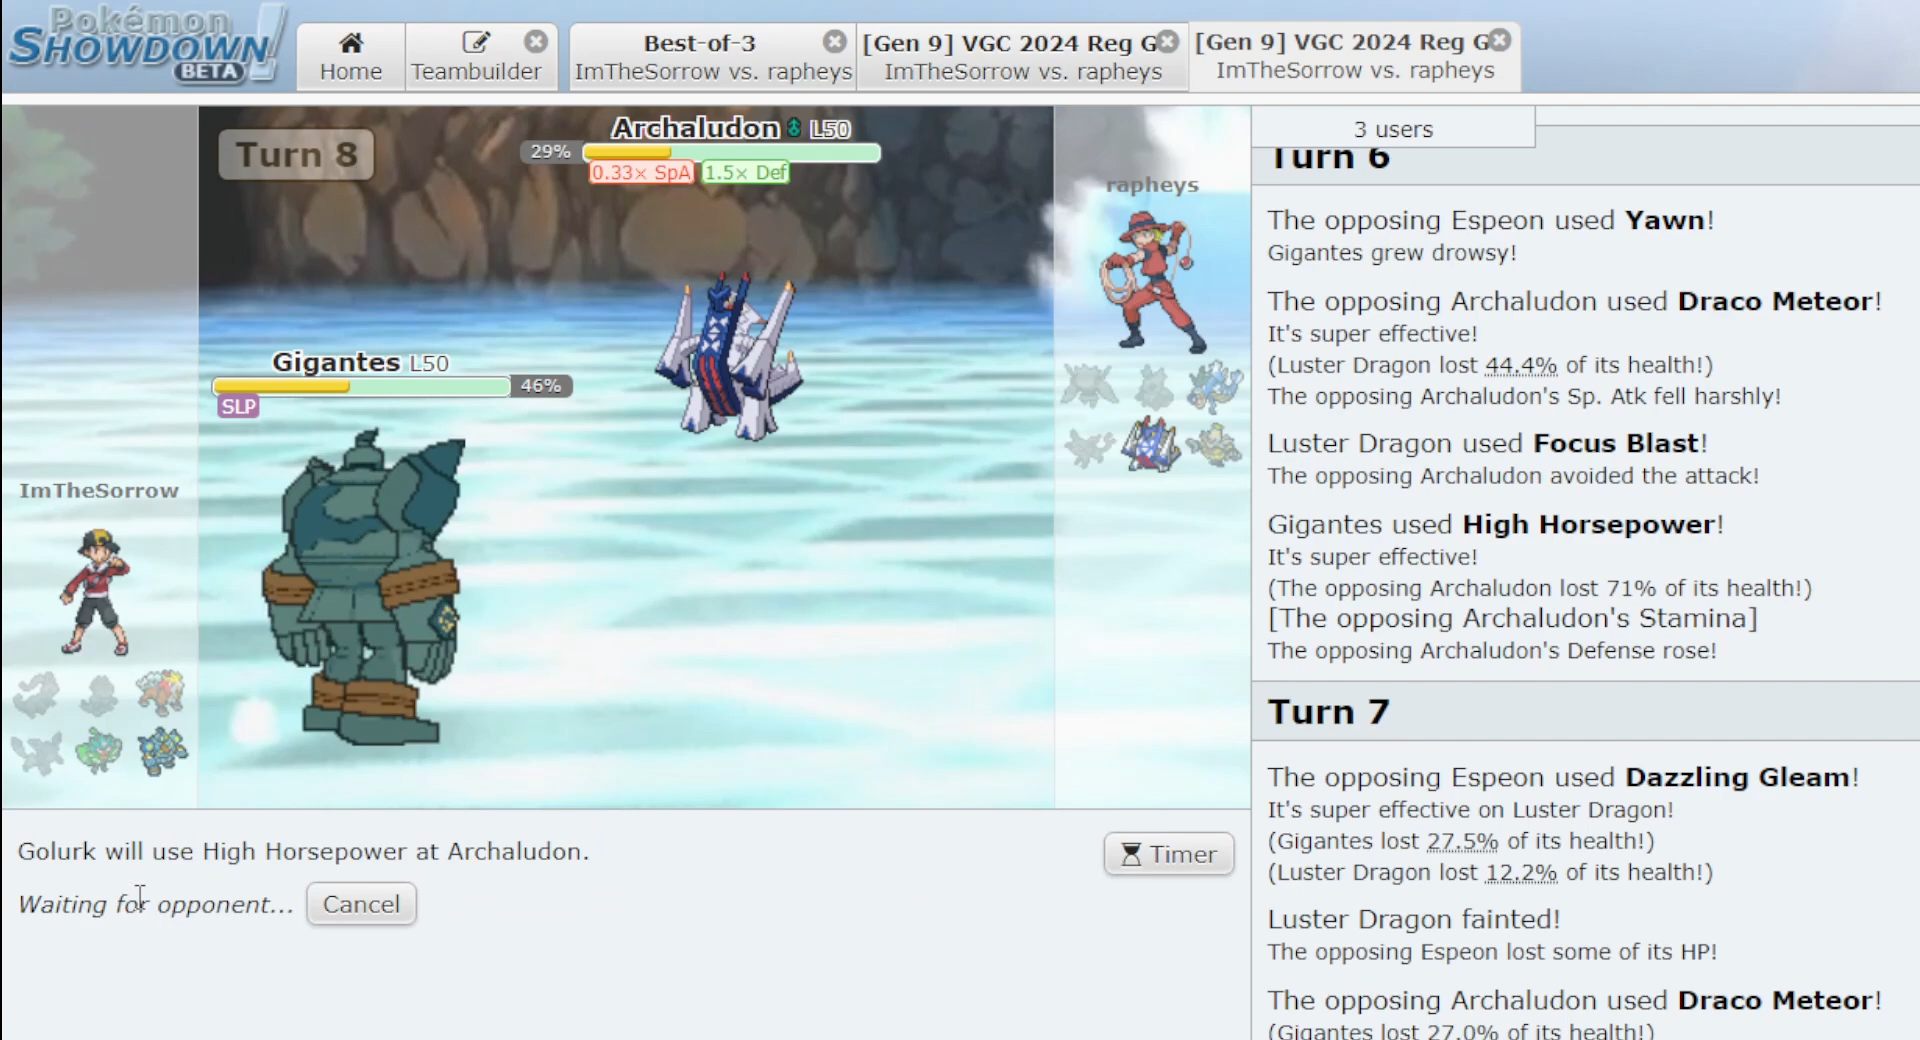 Pokémon
SHOWDOWN!
BETA
Home
Teambuilder
Best-of-3
ImTheSorrow vs. rapheys
[Gen 9] VGC 2024 Reg G
ImTheSorrow vs. rapheys
[Gen 9] VGC 2024 Reg G
ImTheSorrow vs. rapheys
Turn 8
Archaludon L50
29%
0.33× SpA 1.5× Def
Gigantes L50
46%
SLP
ImTheSorrow
rapheys
Golurk will use High Horsepower at Archaludon.
Timer
Waiting for opponent...
Cancel
3 users
Turn 6
The opposing Espeon used Yawn!
Gigantes grew drowsy!
The opposing Archaludon used Draco Meteor!
It's super effective!
(Luster Dragon lost 44.4% of its health!)
The opposing Archaludon's Sp. Atk fell harshly!
Luster Dragon used Focus Blast!
The opposing Archaludon avoided the attack!
Gigantes used High Horsepower!
It's super effective!
(The opposing Archaludon lost 71% of its health!)
[The opposing Archaludon's Stamina]
The opposing Archaludon's Defense rose!
Turn 7
The opposing Espeon used Dazzling Gleam!
It's super effective on Luster Dragon!
(Gigantes lost 27.5% of its health!)
(Luster Dragon lost 12.2% of its health!)
Luster Dragon fainted!
The opposing Espeon lost some of its HP!
The opposing Archaludon used Draco Meteor!
(Gigantes lost 27.0% of its health!)